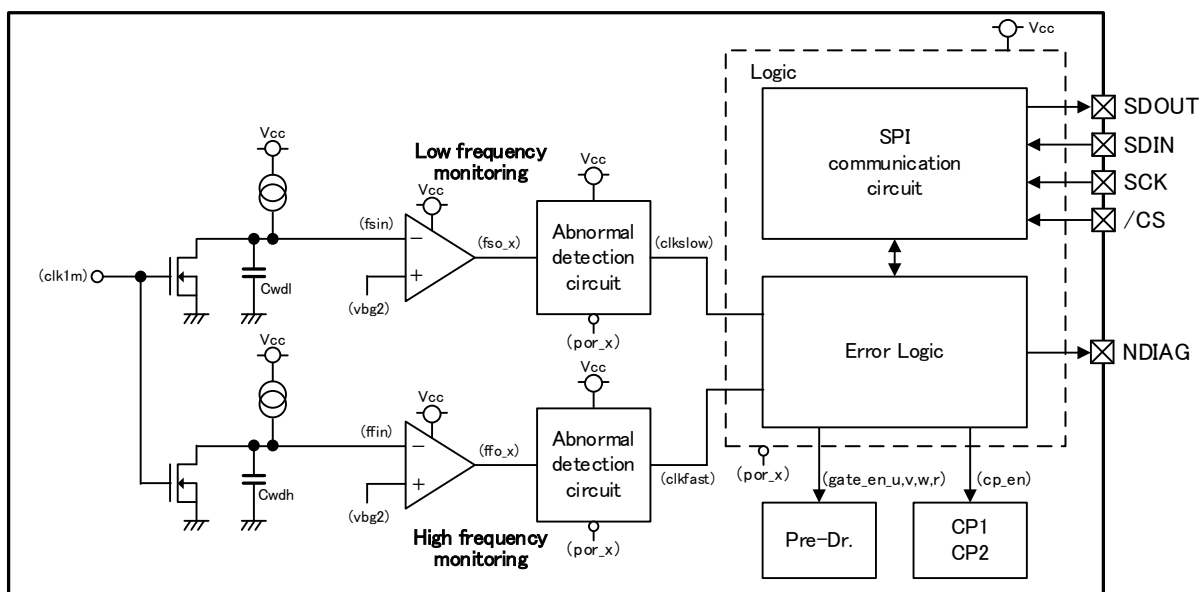 Vcc
Logic
SPI
communication
circuit
SDOUT
SDIN
SCK
/CS
Vcc
Low frequency
monitoring
Vcc
Vcc
(fsin)
(fso_x)
Abnormal
detection
circuit
(clkslow)
(clk1m)
Cwdl
(vbg2)
(por_x)
Error Logic
NDIAG
Vcc
Vcc
Vcc
(ffin)
(ffo_x)
Abnormal
detection
circuit
(clkfast)
Cwdh
(vbg2)
(por_x)
High frequency
monitoring
(por_x)
(gate_en_u,v,w,r)
(cp_en)
Pre-Dr.
CP1
CP2